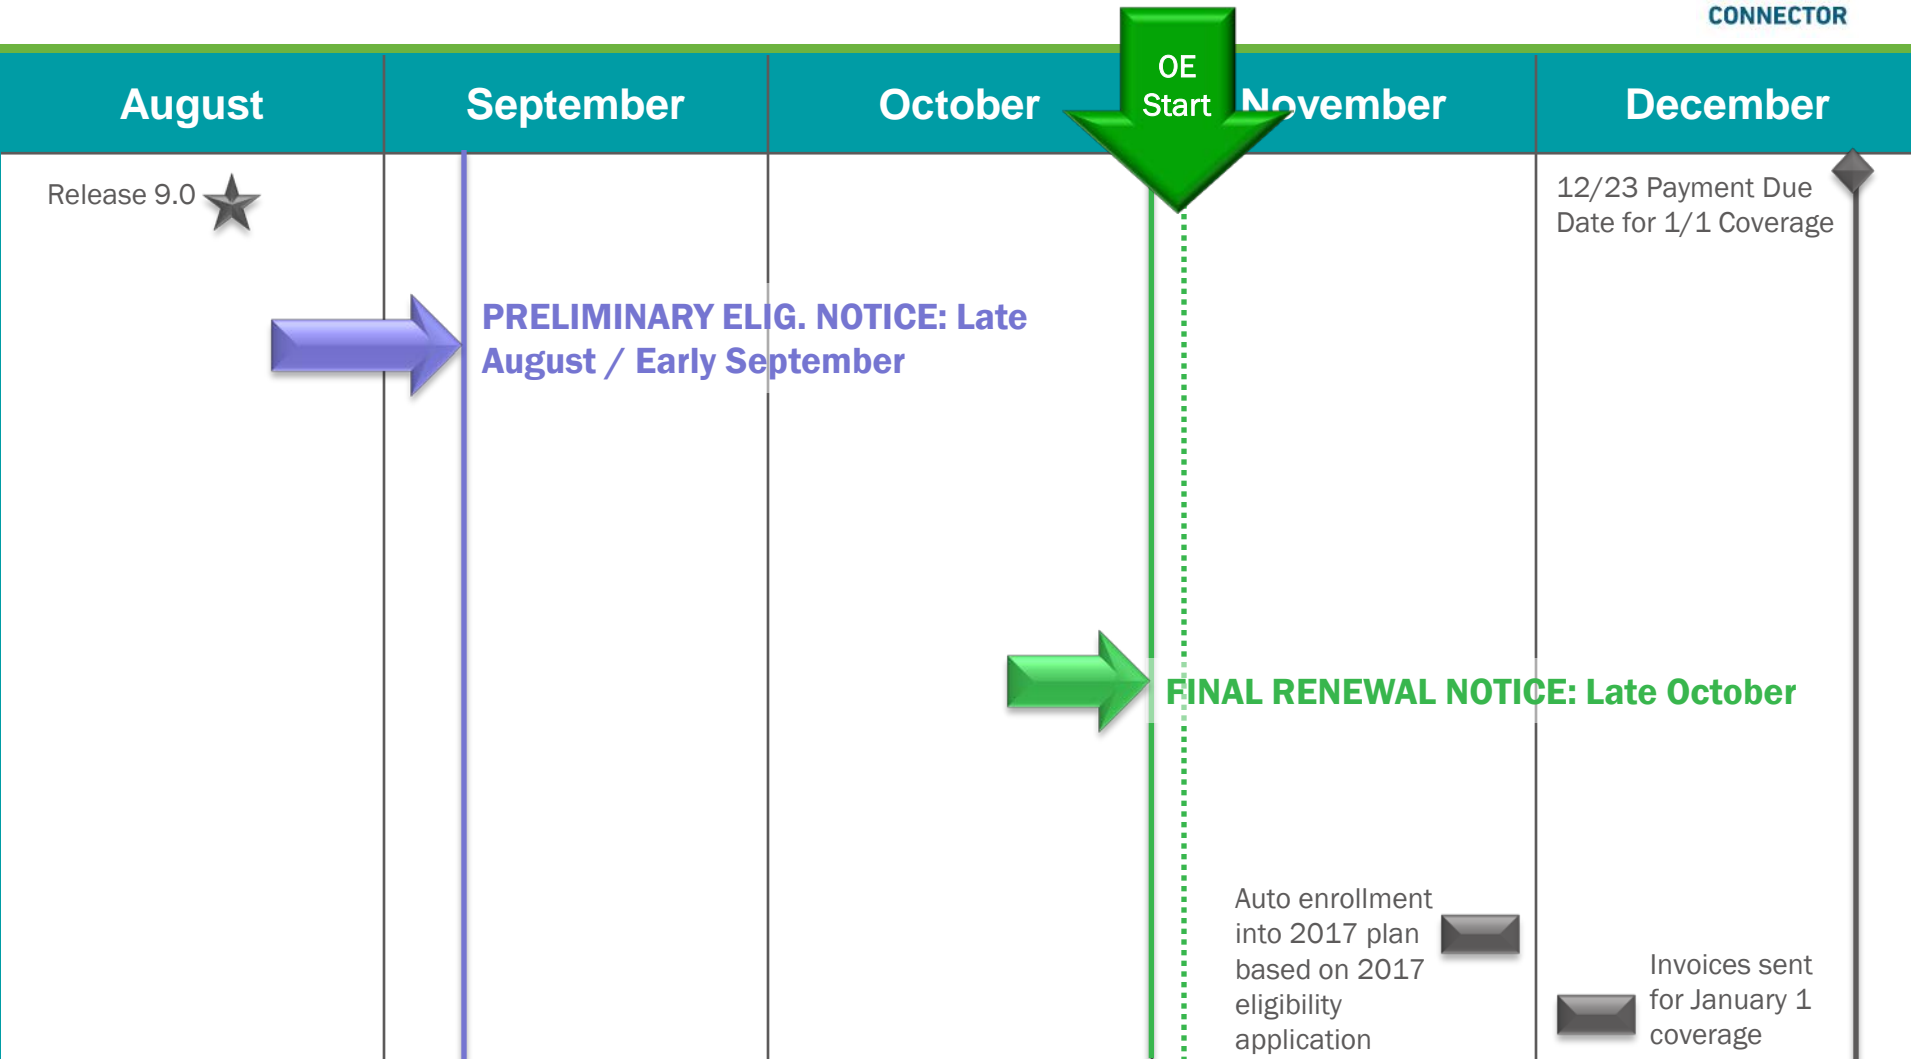 CONNECTOR
OE
Start
August
September
October
November
December
Release 9.0
12/23 Payment Due
Date for 1/1 Coverage
PRELIMINARY ELIG. NOTICE: Late
August / Early September
FINAL RENEWAL NOTICE: Late October
Auto enrollment
into 2017 plan
based on 2017
eligibility
application
Invoices sent
for January 1
coverage